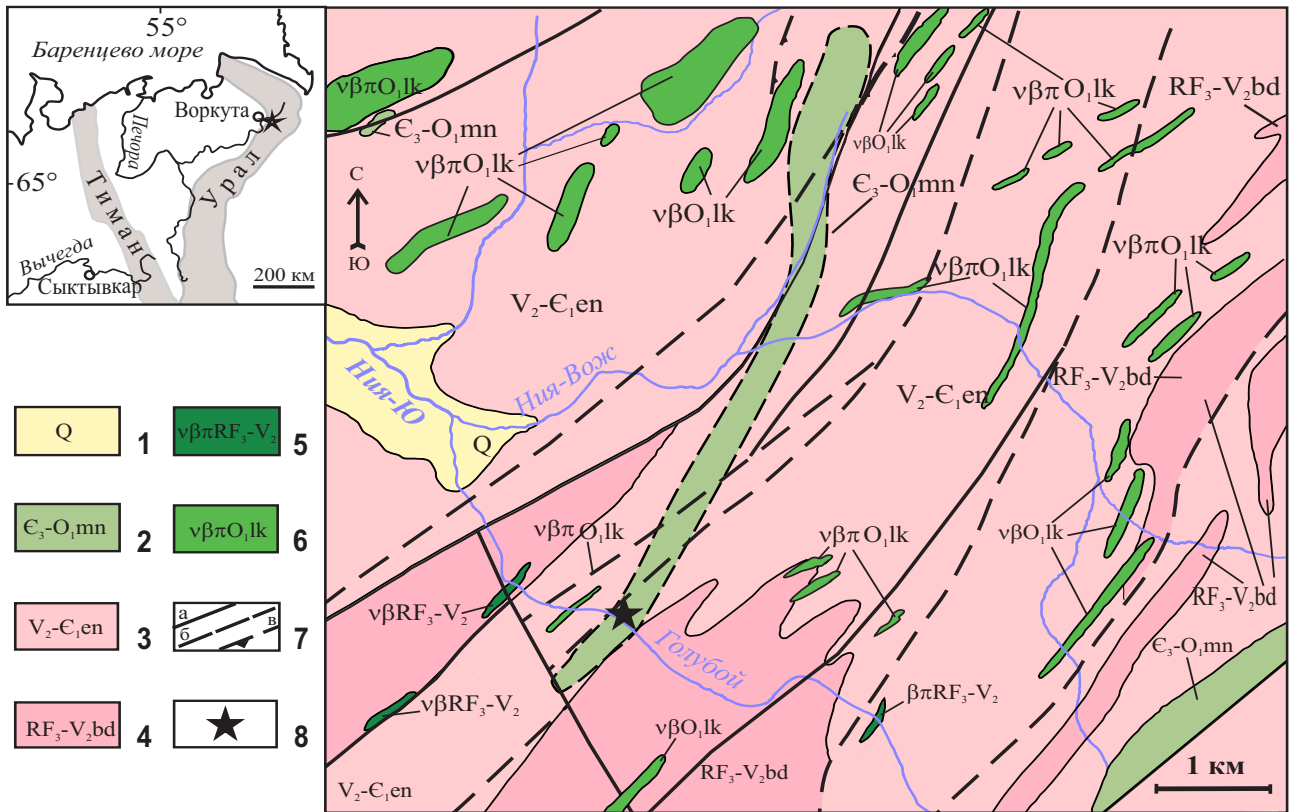 55°
Баренцево море
Воркута
Печора
Урал
65°
Тиман
Вычегда
Сыктывкар
200 км
Q 1
Є₃-O₁mn 2
V₂-Є₁en 3
RF₃-V₂bd 4
νβπRF₃-V₂ 5
νβπO₁lk 6
а
б
в
7
8
νβπO₁lk
Є₃-O₁mn
νβπO₁lk
С
Ю
νβO₁lk
νβO₁lk
Є₃-O₁mn
νβπO₁lk
RF₃-V₂bd
V₂-Є₁en
νβπO₁lk
νβπO₁lk
Ния-Вож
Ния-Ю
Q
V₂-Є₁en
RF₃-V₂bd
νβπO₁lk
νβπO₁lk
νβO₁lk
νβRF₃-V₂
RF₃-V₂bd
Голубой
Є₃-O₁mn
νβRF₃-V₂
βπRF₃-V₂
νβO₁lk
RF₃-V₂bd
V₂-Є₁en
1 км